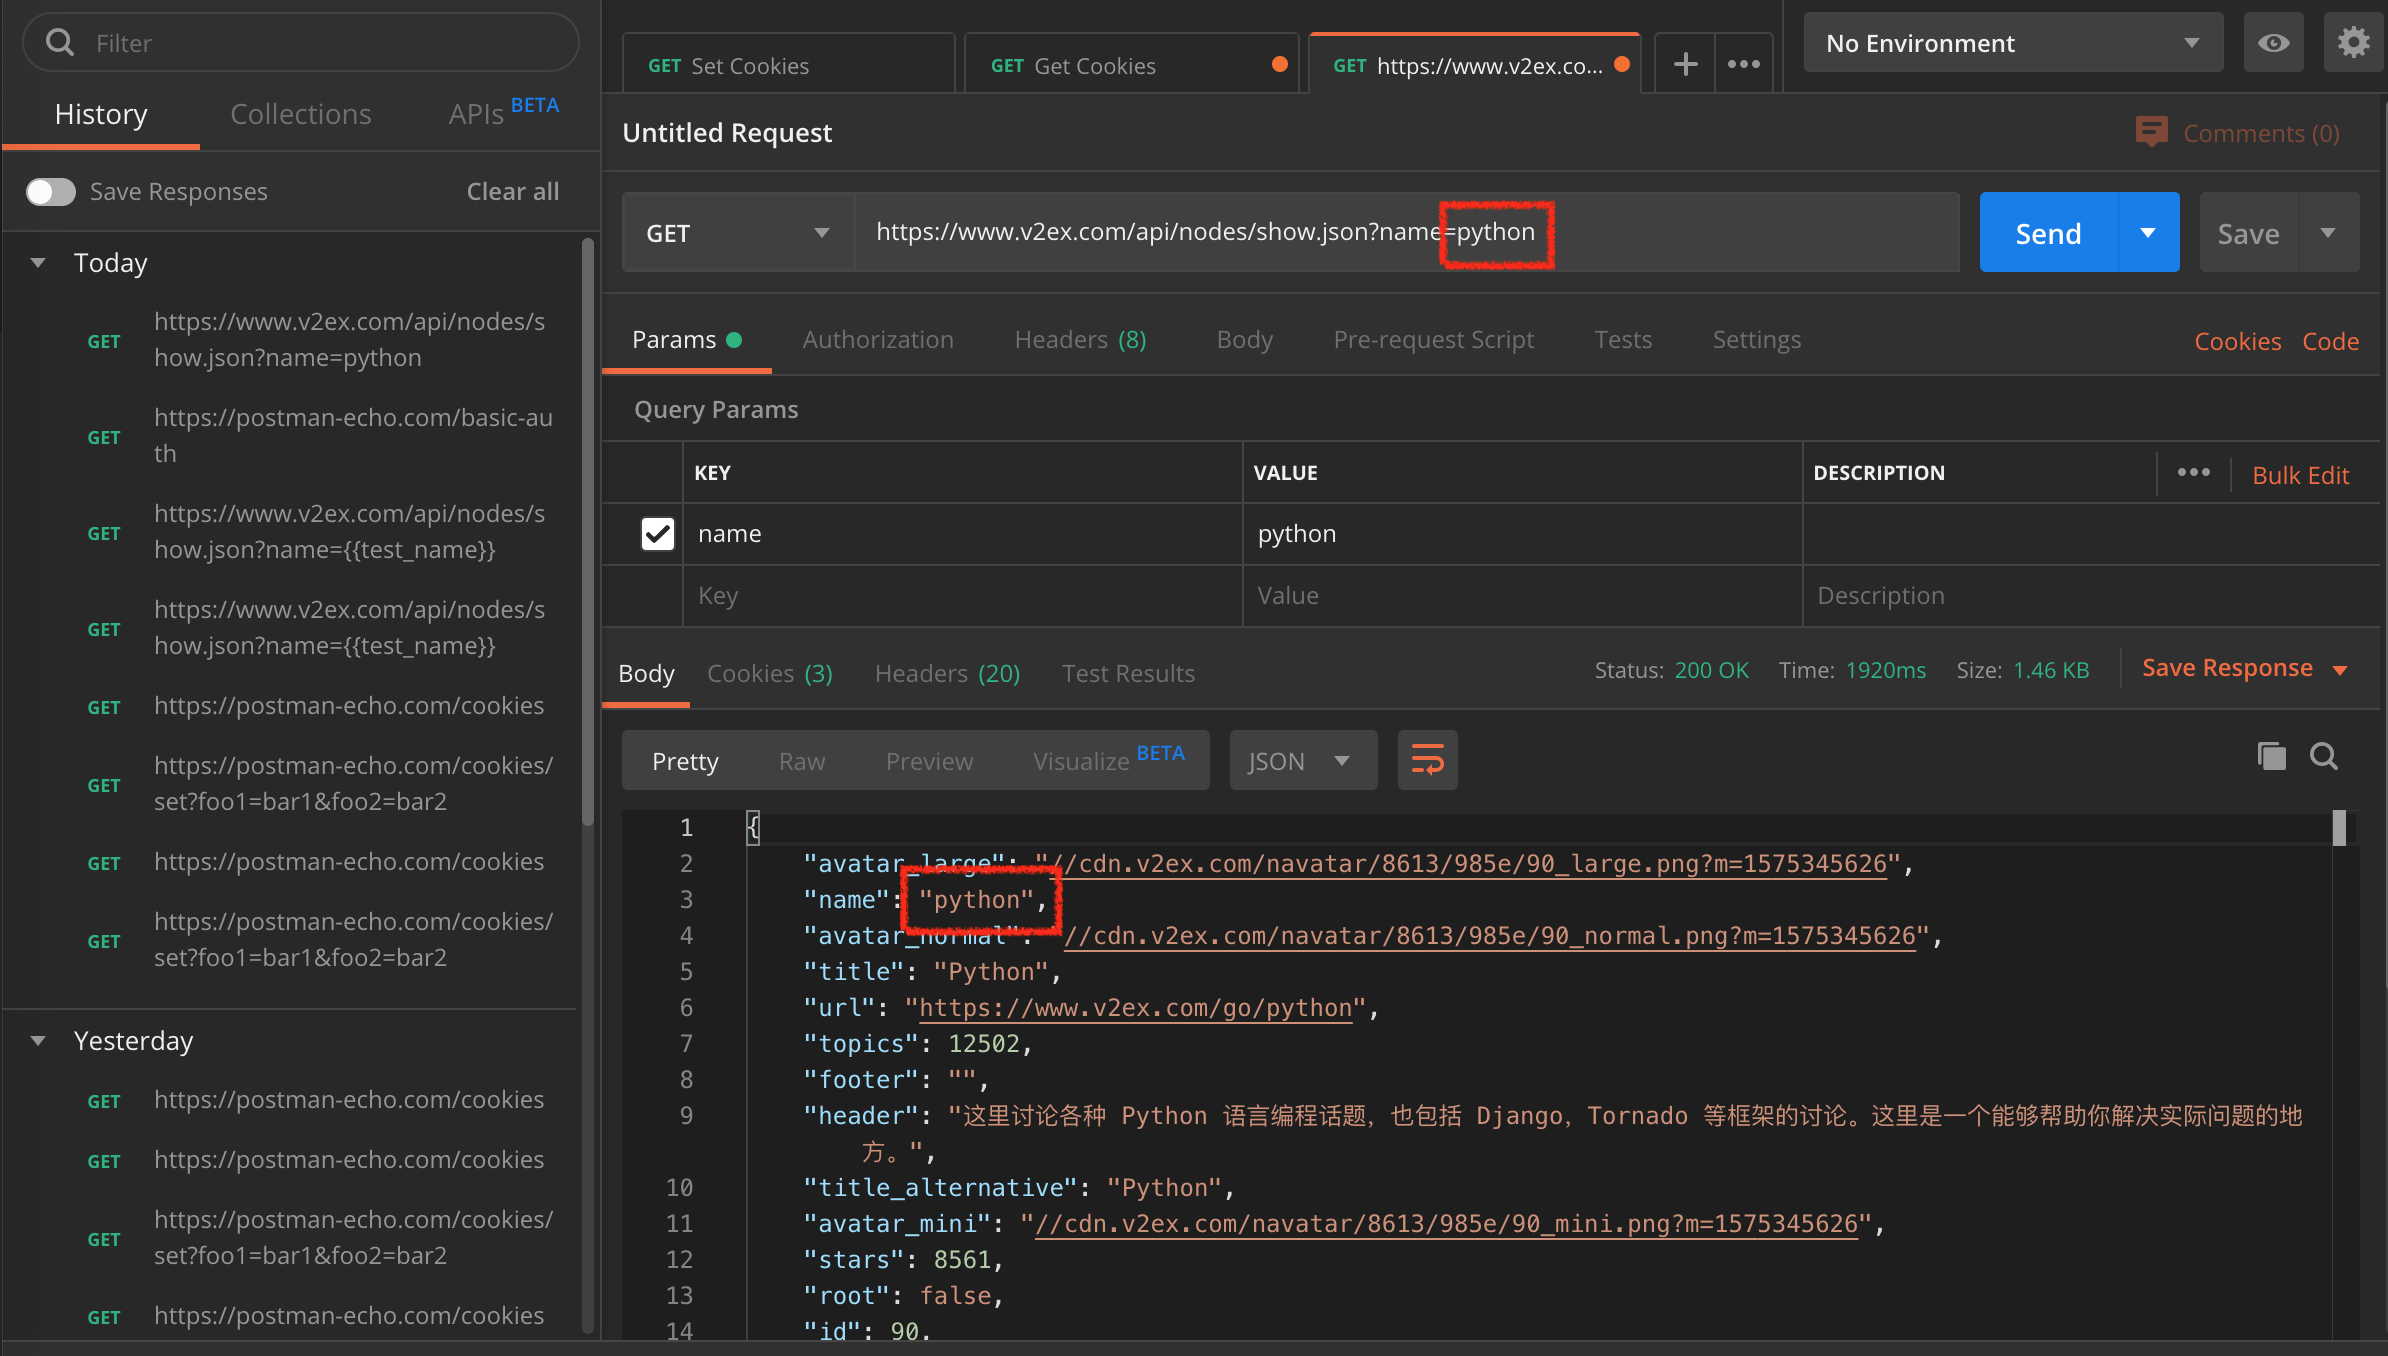 Filter
History Collections APIs BETA
Save Responses Clear all
Today
GET https://www.v2ex.com/api/nodes/s
how.json?name=python
GET https://postman-echo.com/basic-au
th
GET https://www.v2ex.com/api/nodes/s
how.json?name={{test_name}}
GET https://www.v2ex.com/api/nodes/s
how.json?name={{test_name}}
GET https://postman-echo.com/cookies
GET https://postman-echo.com/cookies/
set?foo1=bar1&foo2=bar2
GET https://postman-echo.com/cookies
GET https://postman-echo.com/cookies/
set?foo1=bar1&foo2=bar2
Yesterday
GET https://postman-echo.com/cookies
GET https://postman-echo.com/cookies
GET https://postman-echo.com/cookies/
set?foo1=bar1&foo2=bar2
GET https://postman-echo.com/cookies
GET Set Cookies GET Get Cookies GET https://www.v2ex.co...
No Environment
Untitled Request Comments (0)
GET https://www.v2ex.com/api/nodes/show.json?name=python Send Save
Params Authorization Headers (8) Body Pre-request Script Tests Settings Cookies Code
Query Params
KEY VALUE DESCRIPTION Bulk Edit
name python
Key Value Description
Body Cookies (3) Headers (20) Test Results Status: 200 OK Time: 1920ms Size: 1.46 KB Save Response
Pretty Raw Preview Visualize BETA JSON
1 {
2 "avatar_large": "//cdn.v2ex.com/navatar/8613/985e/90_large.png?m=1575345626",
3 "name": "python",
4 "avatar_normal": "//cdn.v2ex.com/navatar/8613/985e/90_normal.png?m=1575345626",
5 "title": "Python",
6 "url": "https://www.v2ex.com/go/python",
7 "topics": 12502,
8 "footer": "",
9 "header": "这里讨论各种 Python 语言编程话题，也包括 Django，Tornado 等框架的讨论。这里是一个能够帮助你解决实际问题的地
方。",
10 "title_alternative": "Python",
11 "avatar_mini": "//cdn.v2ex.com/navatar/8613/985e/90_mini.png?m=1575345626",
12 "stars": 8561,
13 "root": false,
14 "id": 90,